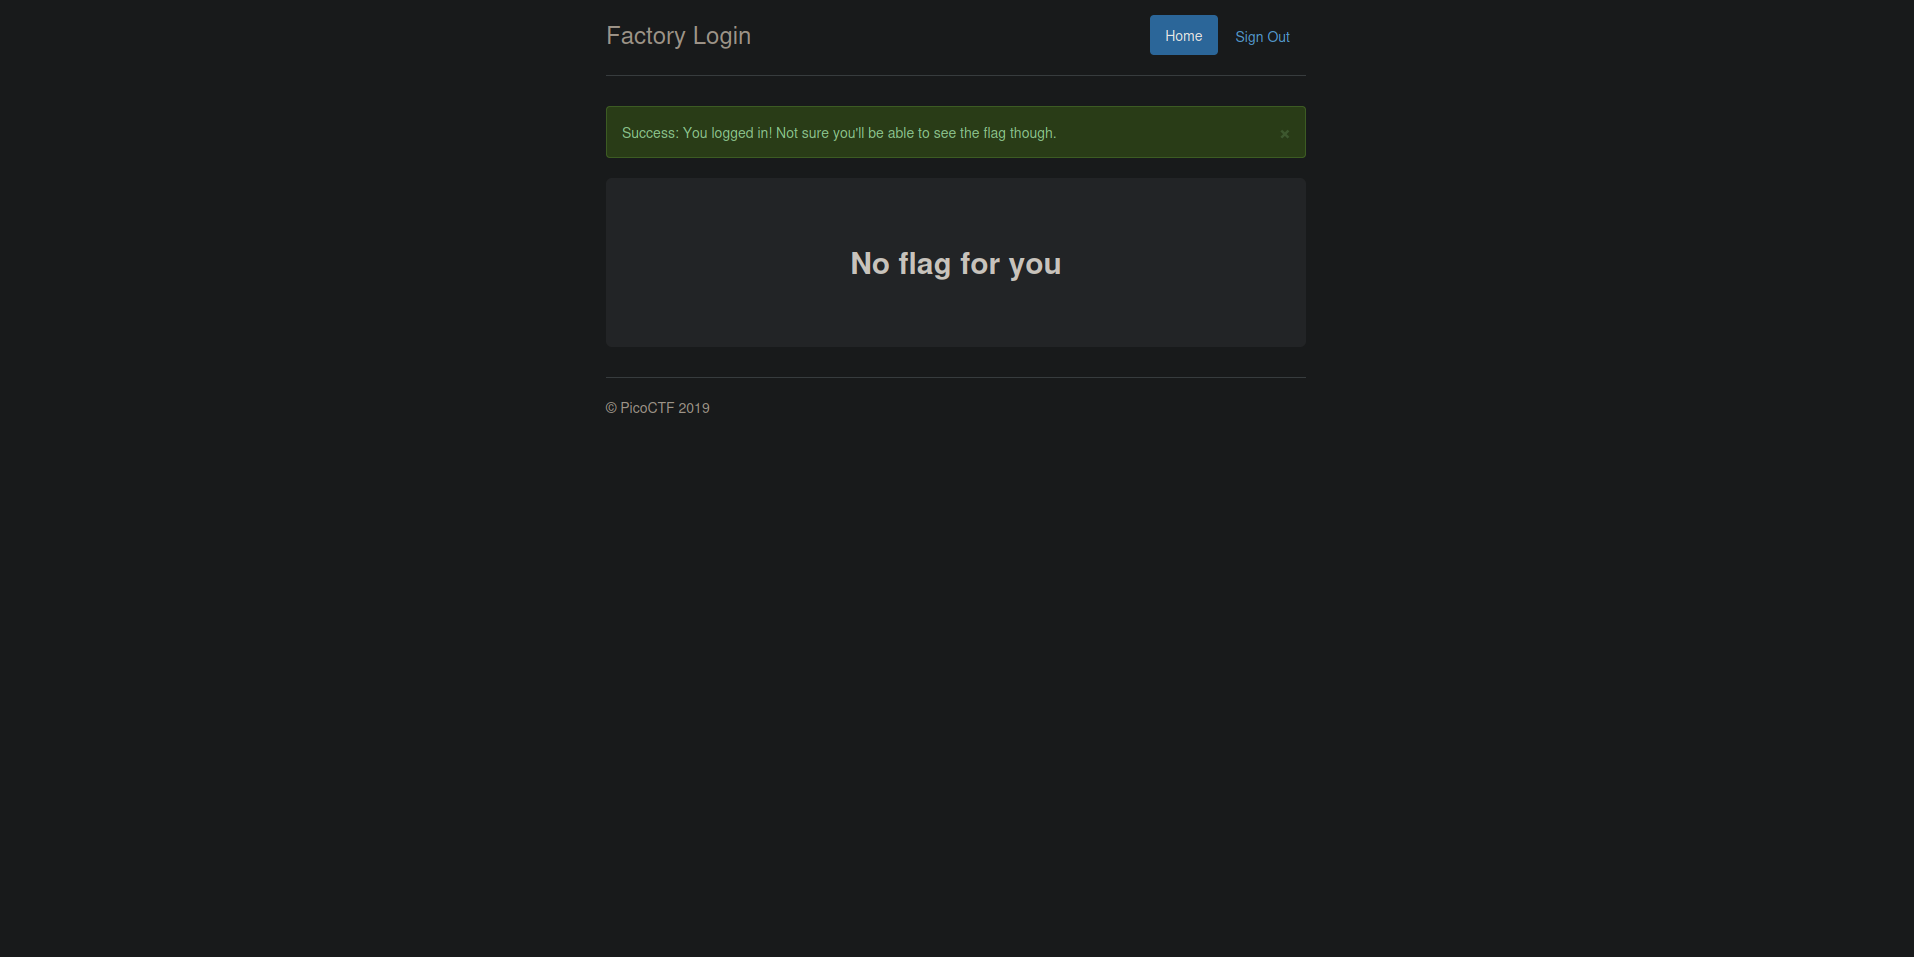 Factory Login
Home
Sign Out
Success: You logged in! Not sure you'll be able to see the flag though.
×
No flag for you
© PicoCTF 2019